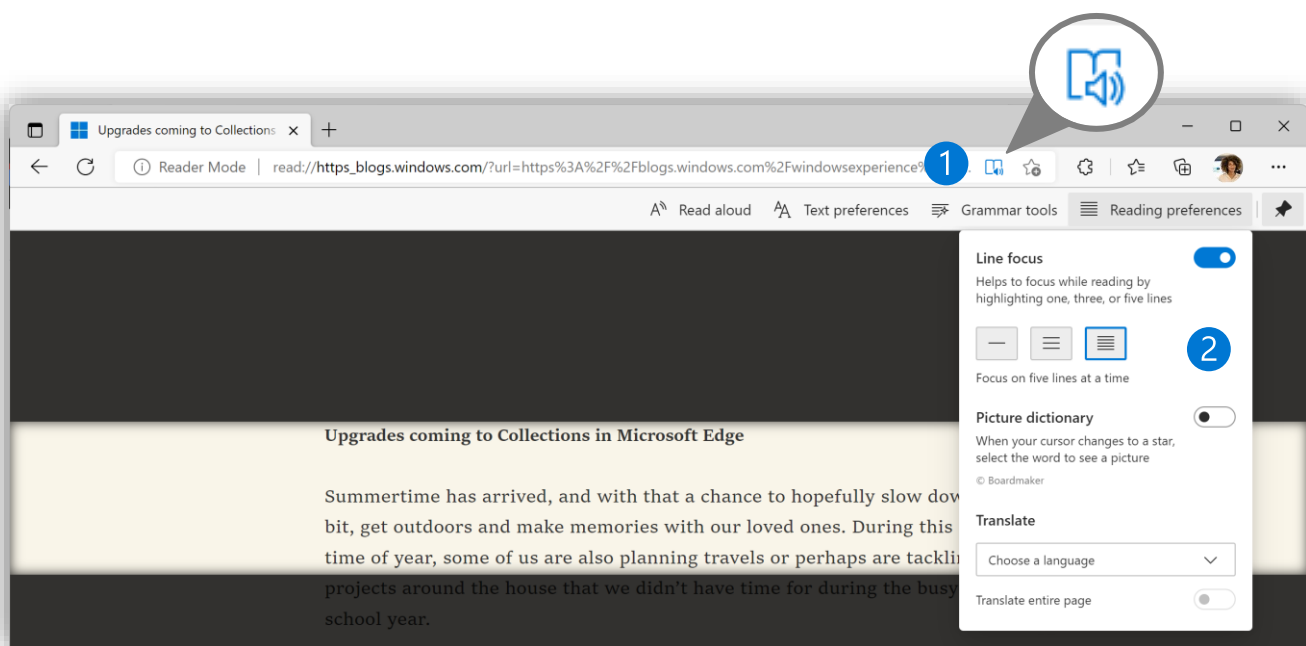 Upgrades coming to Collections
1
Reader Mode | read://https_blogs.windows.com/?url=https%3A%2F%2Fblogs.windows.com%2Fwindowsexperience%
Read aloud Text preferences Grammar tools Reading preferences
Line focus
Helps to focus while reading by
highlighting one, three, or five lines
2
Focus on five lines at a time
Picture dictionary
When your cursor changes to a star,
select the word to see a picture
© Boardmaker
Translate
Choose a language
Translate entire page
Upgrades coming to Collections in Microsoft Edge
Summertime has arrived, and with that a chance to hopefully slow dow
bit, get outdoors and make memories with our loved ones. During this
time of year, some of us are also planning travels or perhaps are tacklin
projects around the house that we didn't have time for during the busy
school year.